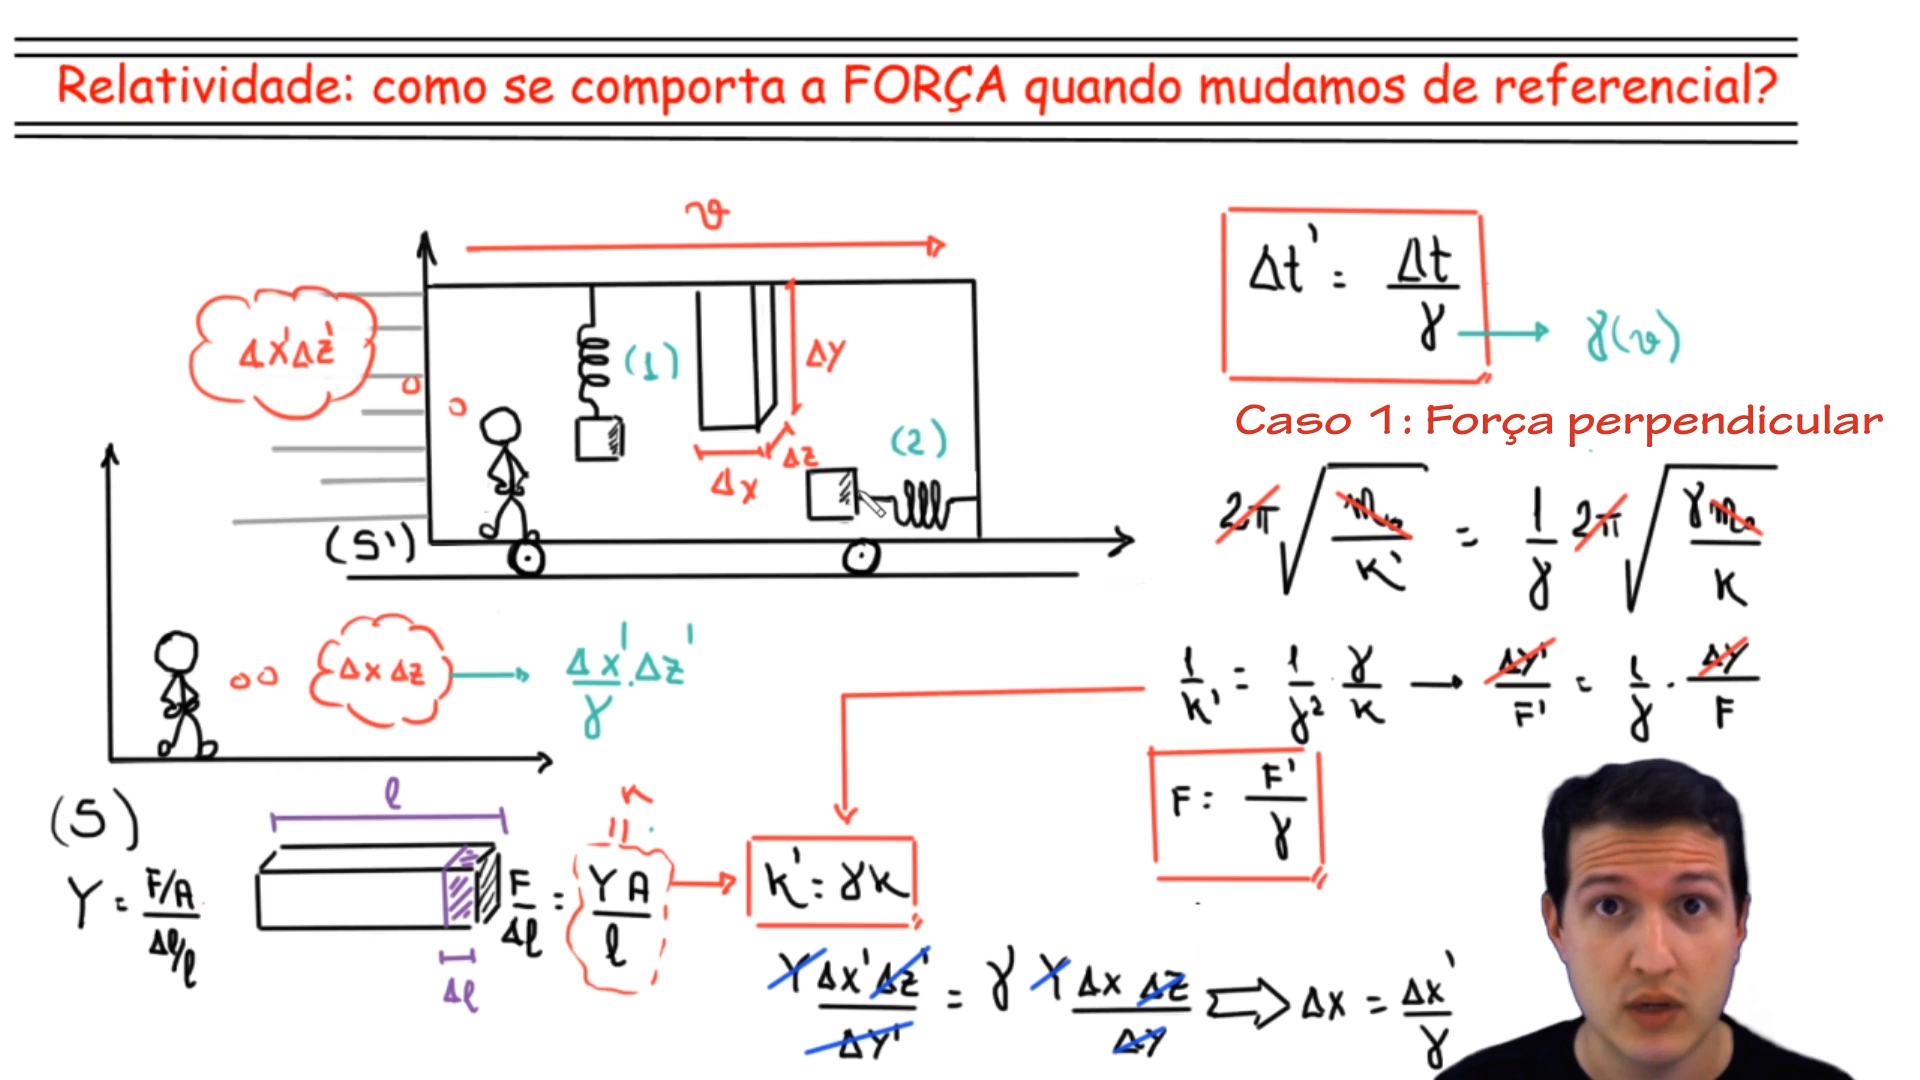 Relatividade: como se comporta a FORÇA quando mudamos de referencial?
v
Δt' = Δt/γ
γ(v)
Δx'Δz'
(1)
Δy
(2)
Δz
Δx
(S')
Caso 1: Força perpendicular
2π√(m₀/k') = 1/γ 2π√(γm₀/k)
Δx Δz
Δx'/γ · Δz'
1/k' = 1/γ² · γ/k → Δy'/F' = 1/γ · Δy/F
F = F'/γ
(S)
l
Y = F/A / Δl/l
Δl
F/Δl = YA/l
k
k' = γk
YΔx'Δz'/Δy' = γ YΔx Δz/Δy ⇒ Δx = Δx'/γ